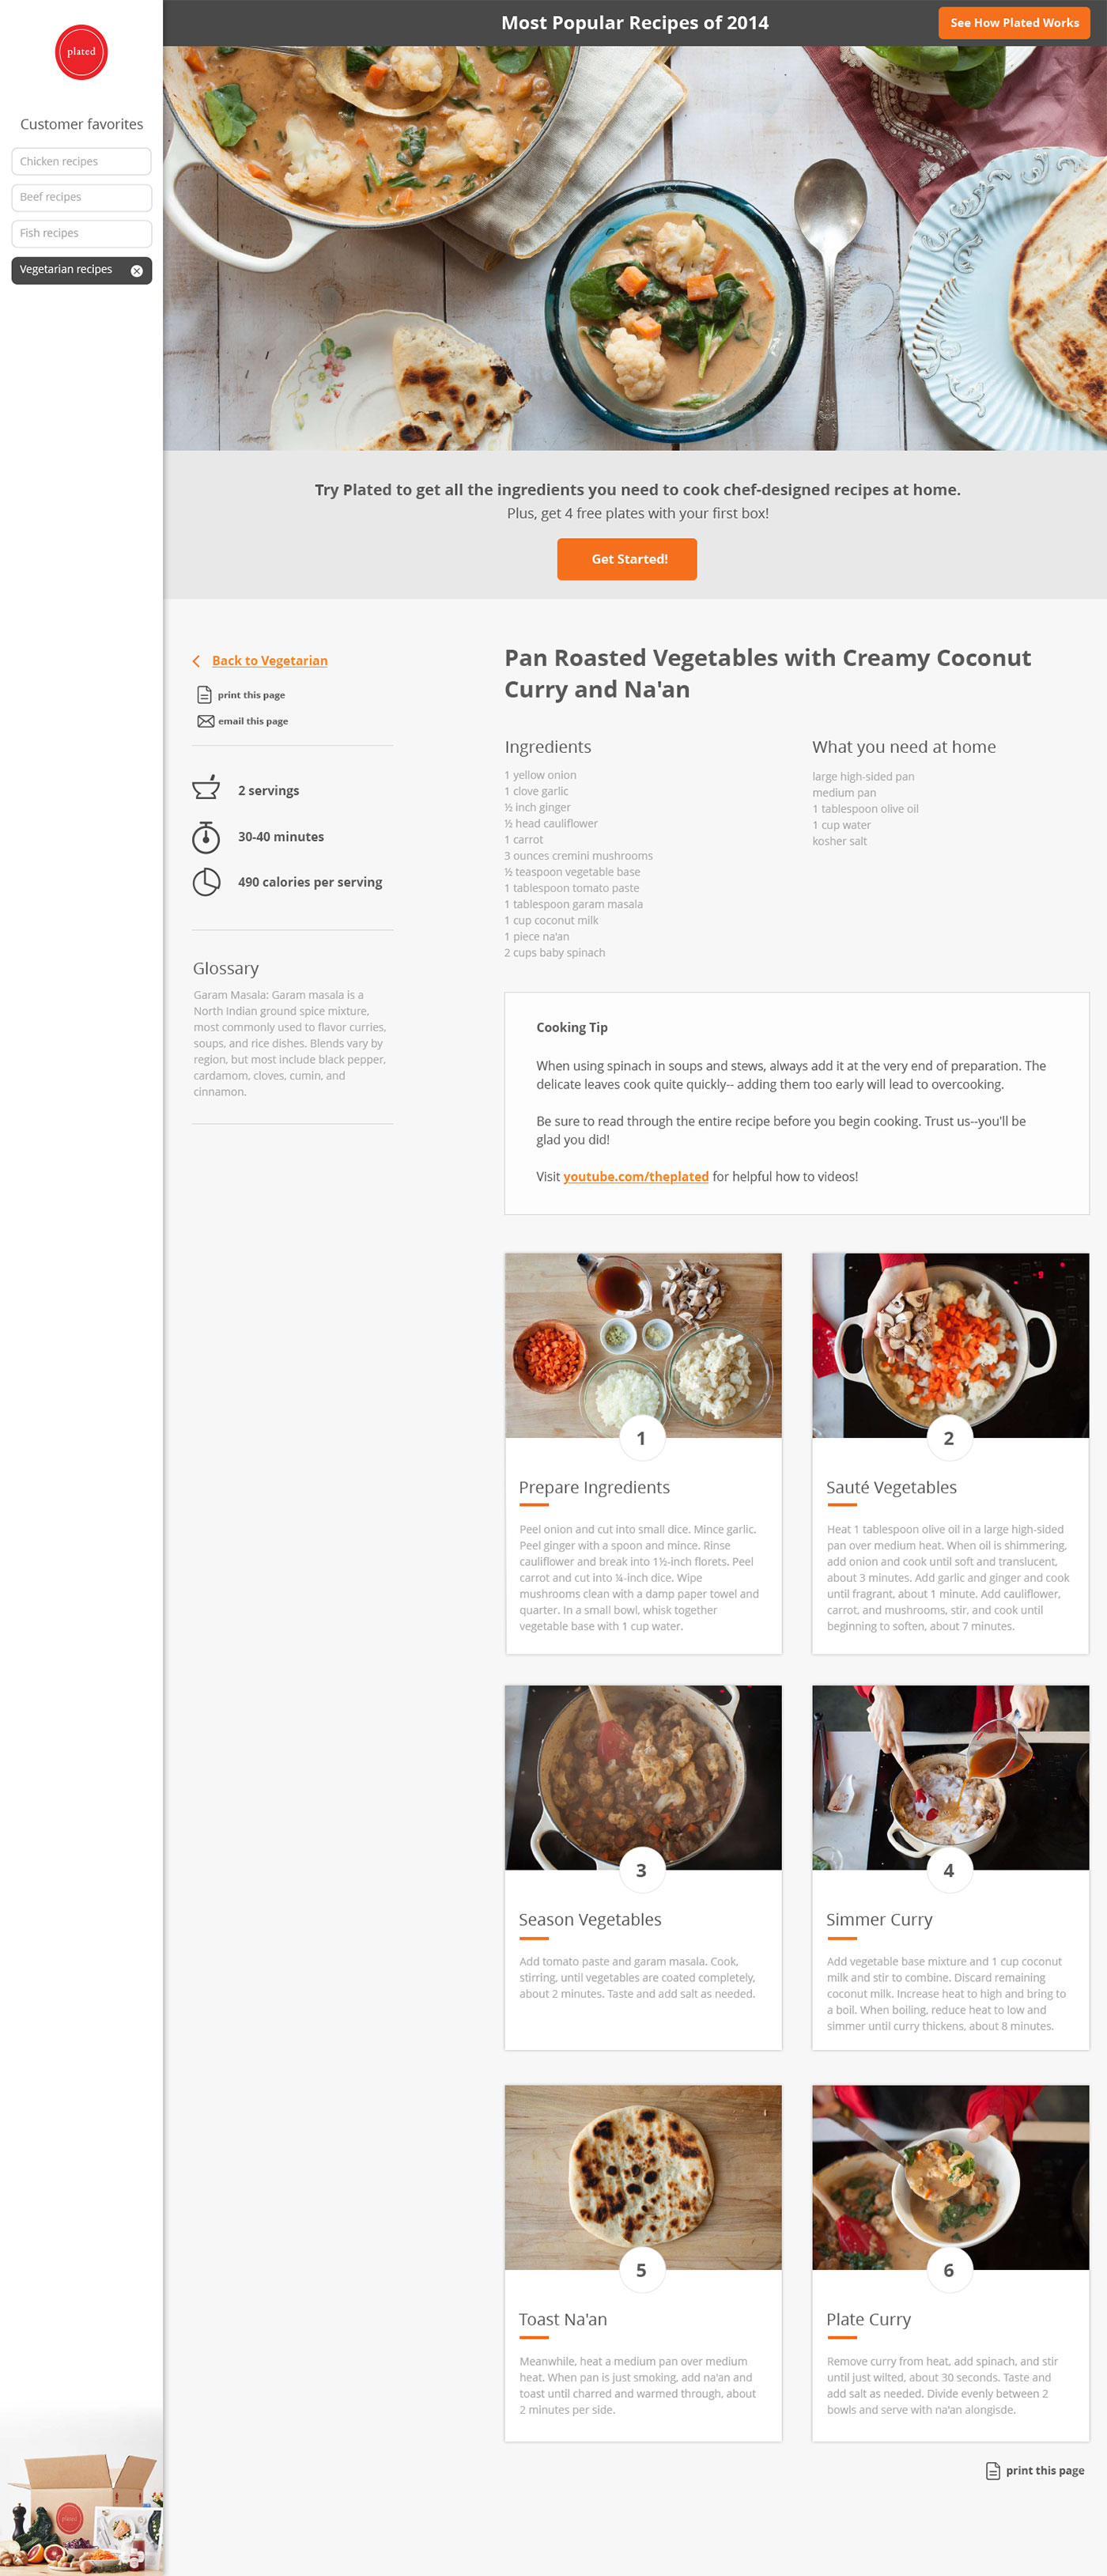 plated
Customer favorites
Chicken recipes
Beef recipes
Fish recipes
Vegetarian recipes
Most Popular Recipes of 2014
See How Plated Works
Try Plated to get all the ingredients you need to cook chef-designed recipes at home.
Plus, get 4 free plates with your first box!
Get Started!
Back to Vegetarian
print this page
email this page
2 servings
30-40 minutes
490 calories per serving
Glossary
Garam Masala: Garam masala is a
North Indian ground spice mixture,
most commonly used to flavor curries,
soups, and rice dishes. Blends vary by
region, but most include black pepper,
cardamom, cloves, cumin, and
cinnamon.
Pan Roasted Vegetables with Creamy Coconut
Curry and Na'an
Ingredients
1 yellow onion
1 clove garlic
½ inch ginger
½ head cauliflower
1 carrot
3 ounces cremini mushrooms
½ teaspoon vegetable base
1 tablespoon tomato paste
1 tablespoon garam masala
1 cup coconut milk
1 piece na'an
2 cups baby spinach
What you need at home
large high-sided pan
medium pan
1 tablespoon olive oil
1 cup water
kosher salt
Cooking Tip
When using spinach in soups and stews, always add it at the very end of preparation. The
delicate leaves cook quite quickly-- adding them too early will lead to overcooking.
Be sure to read through the entire recipe before you begin cooking. Trust us--you'll be
glad you did!
Visit youtube.com/theplated for helpful how to videos!
1
Prepare Ingredients
Peel onion and cut into small dice. Mince garlic.
Peel ginger with a spoon and mince. Rinse
cauliflower and break into 1½-inch florets. Peel
carrot and cut into ¼-inch dice. Wipe
mushrooms clean with a damp paper towel and
quarter. In a small bowl, whisk together
vegetable base with 1 cup water.
2
Sauté Vegetables
Heat 1 tablespoon olive oil in a large high-sided
pan over medium heat. When oil is shimmering,
add onion and cook until soft and translucent,
about 3 minutes. Add garlic and ginger and cook
until fragrant, about 1 minute. Add cauliflower,
carrot, and mushrooms, stir, and cook until
beginning to soften, about 7 minutes.
3
Season Vegetables
Add tomato paste and garam masala. Cook,
stirring, until vegetables are coated completely,
about 2 minutes. Taste and add salt as needed.
4
Simmer Curry
Add vegetable base mixture and 1 cup coconut
milk and stir to combine. Discard remaining
coconut milk. Increase heat to high and bring to
a boil. When boiling, reduce heat to low and
simmer until curry thickens, about 8 minutes.
5
Toast Na'an
Meanwhile, heat a medium pan over medium
heat. When pan is just smoking, add na'an and
toast until charred and warmed through, about
2 minutes per side.
6
Plate Curry
Remove curry from heat, add spinach, and stir
until just wilted, about 30 seconds. Taste and
add salt as needed. Divide evenly between 2
bowls and serve with na'an alongisde.
print this page
plated